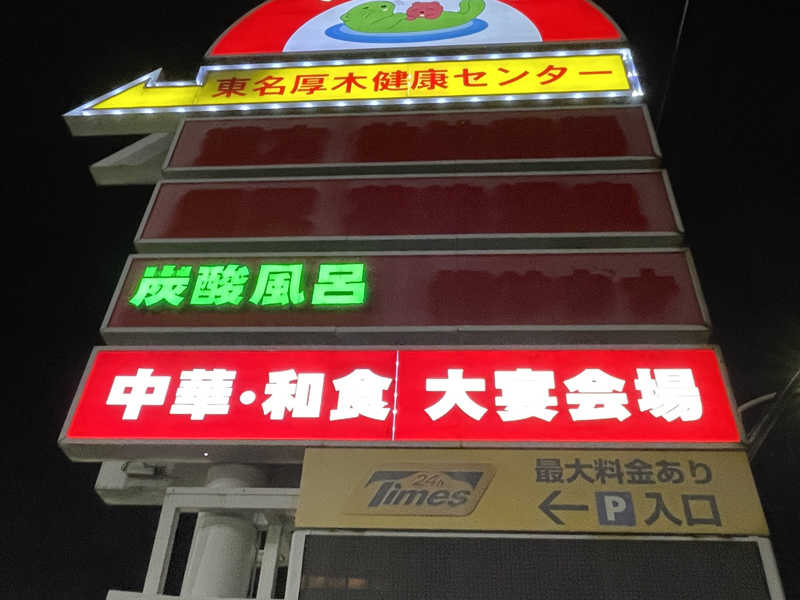 東名厚木健康センター
炭酸風呂
中華・和食 大宴会場
24h Times 最大料金あり
← P 入口